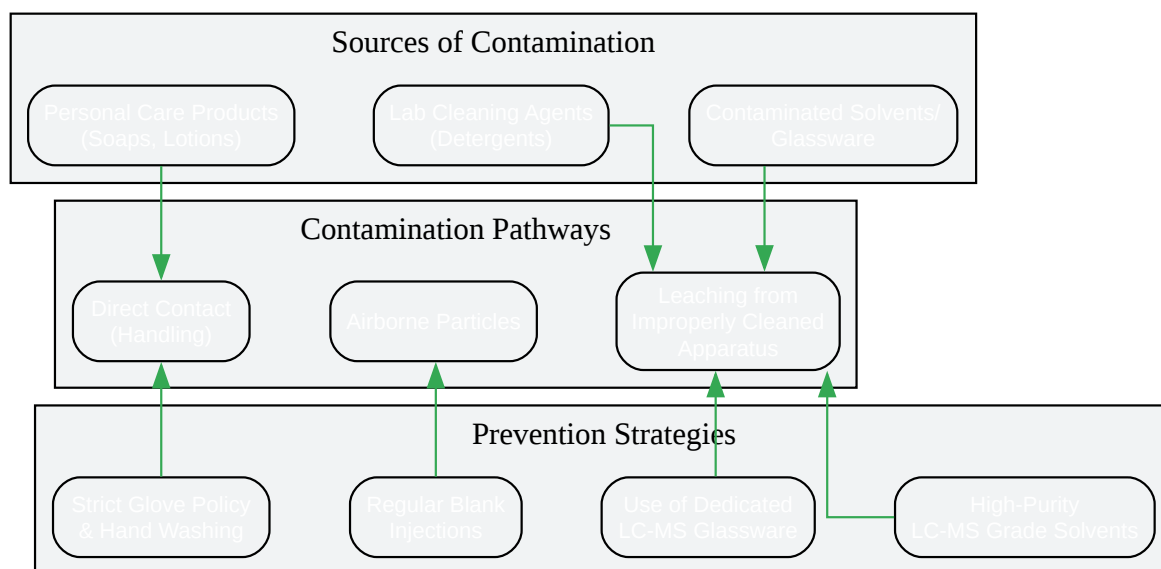 Sources of Contamination
Personal Care Products
(Soaps, Lotions)
Lab Cleaning Agents
(Detergents)
Contaminated Solvents/
Glassware
Contamination Pathways
Direct Contact
(Handling)
Airborne Particles
Leaching from
Improperly Cleaned
Apparatus
Prevention Strategies
Strict Glove Policy
& Hand Washing
Regular Blank
Injections
Use of Dedicated
LC-MS Glassware
High-Purity
LC-MS Grade Solvents